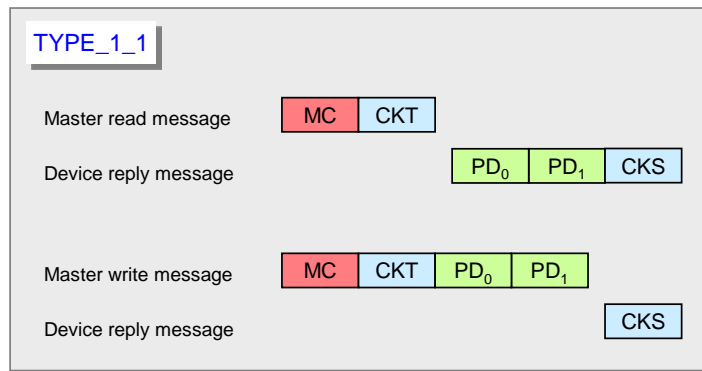 TYPE_1_1
Master read message MC CKT
Device reply message PD₀ PD₁ CKS
Master write message MC CKT PD₀ PD₁
Device reply message CKS